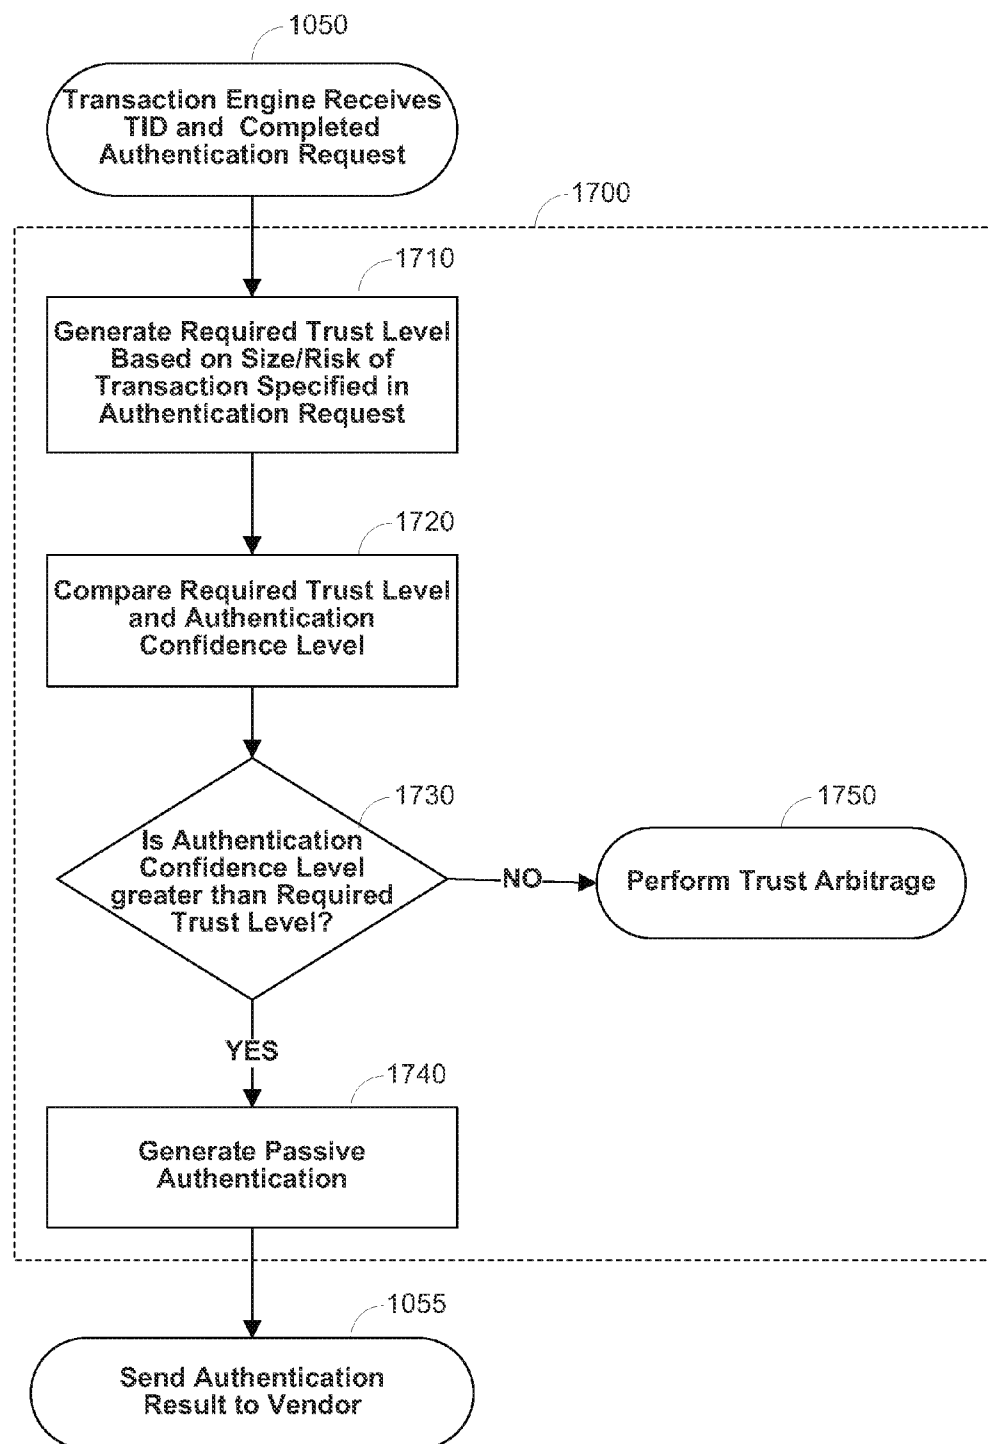 1050
Transaction Engine Receives
TID and Completed
Authentication Request
1700
1710
Generate Required Trust Level
Based on Size/Risk of
Transaction Specified in
Authentication Request
1720
Compare Required Trust Level
and Authentication
Confidence Level
1730
Is Authentication
Confidence Level
greater than Required
Trust Level?
NO
1750
Perform Trust Arbitrage
YES
1740
Generate Passive
Authentication
1055
Send Authentication
Result to Vendor